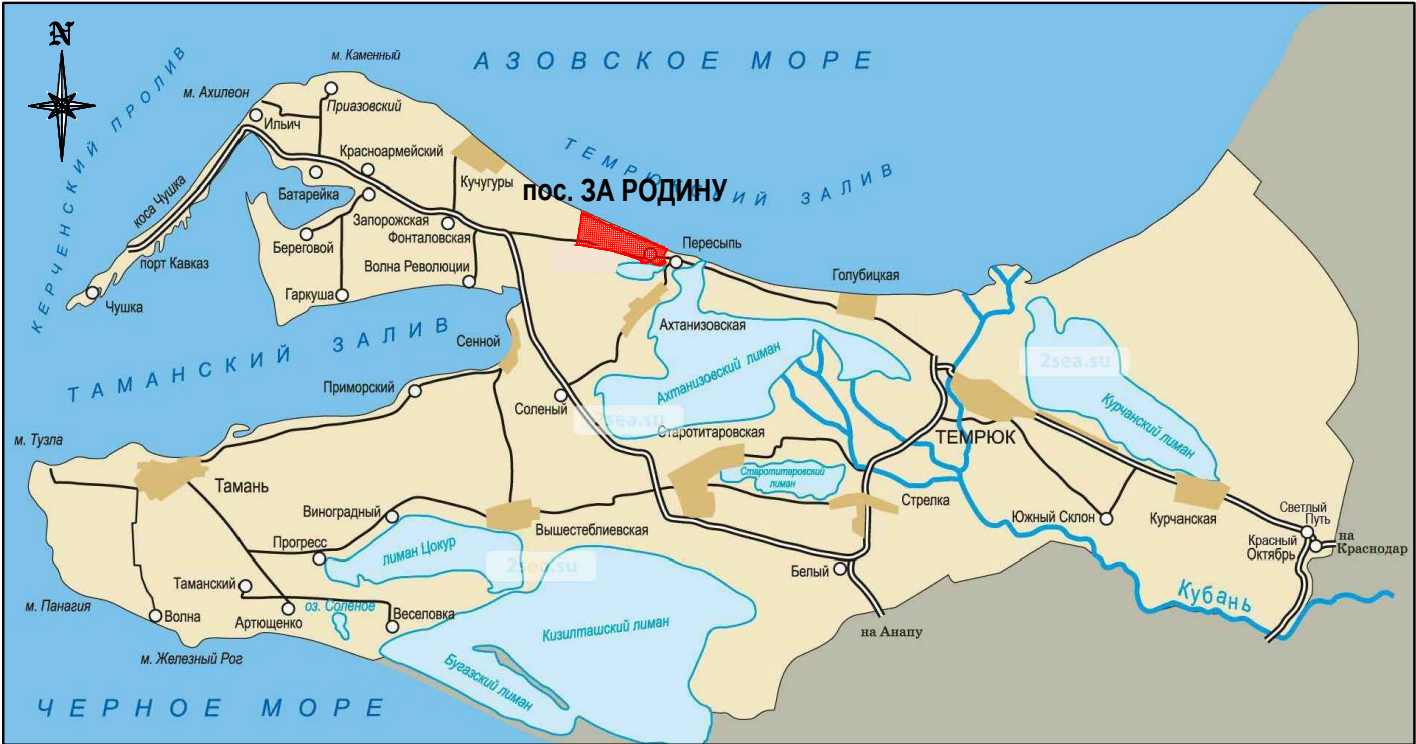 N
м. Каменный
АЗОВСКОЕ МОРЕ
КЕРЧЕНСКИЙ ПРОЛИВ
м. Ахилеон
Приазовский
Ильич
Красноармейский
ТЕМРЮКСКИЙ ЗАЛИВ
Кучугуры
пос. ЗА РОДИНУ
Батарейка
коса Чушка
Запорожская
Фонталовская
Пересыпь
Береговой
порт Кавказ
Волна Революции
Голубицкая
Гаркуша
Чушка
Ахтанизовская
ТАМАНСКИЙ ЗАЛИВ
Сенной
2sea.su
Ахтанизовский лиман
Приморский
Соленый
2sea.su
Курчанский лиман
м. Тузла
Старотитаровская
ТЕМРЮК
Старотитаровский
лиман
Тамань
Стрелка
Виноградный
Вышестеблиевская
Южный Склон
Курчанская
Светлый
Путь
Прогресс
лиман Цокур
Красный
Октябрь
на
Краснодар
2sea.su
Белый
Таманский
Кубань
м. Панагия
оз. Соленое
Волна
Артющенко
Веселовка
Кизилташский лиман
на Анапу
м. Железный Рог
Бугазский лиман
ЧЕРНОЕ МОРЕ